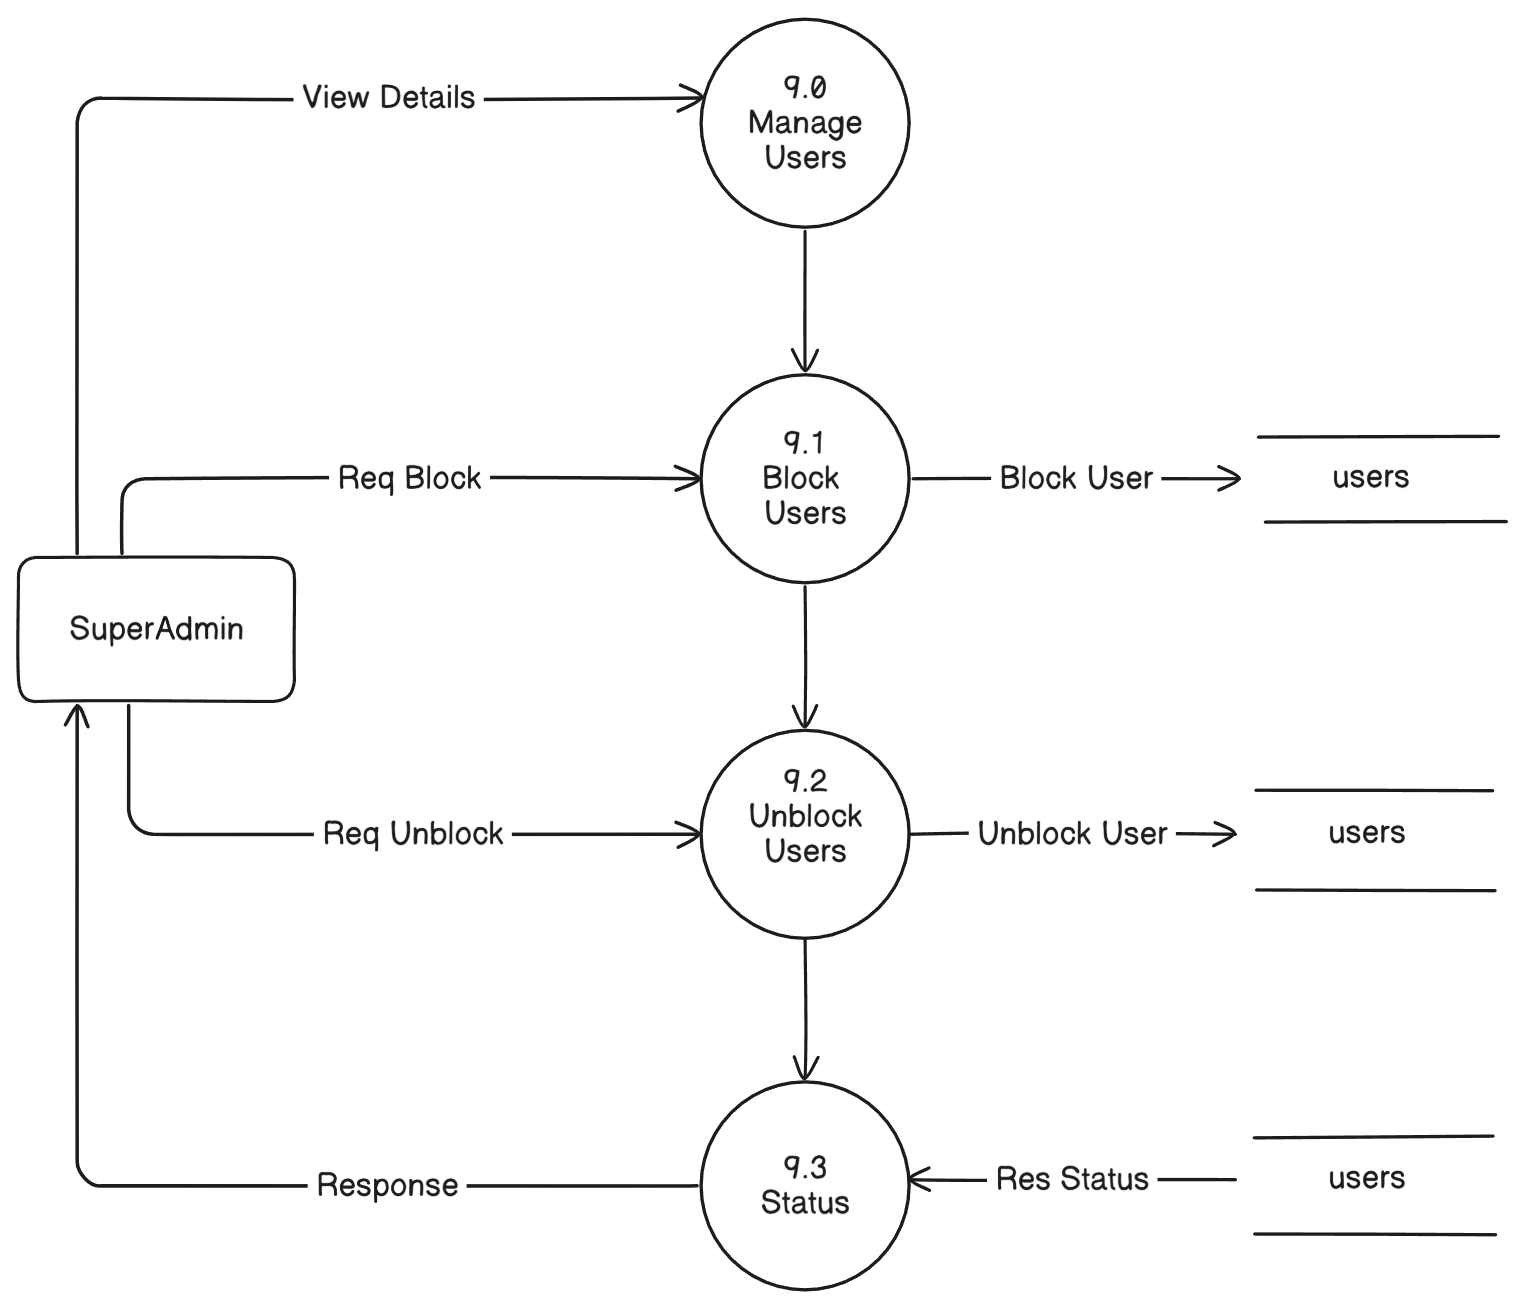 View Details
9.0
Manage
Users
Req Block
9.1
Block
Users
Block User
users
SuperAdmin
Req Unblock
9.2
Unblock
Users
Unblock User
users
Response
9.3
Status
Res Status
users